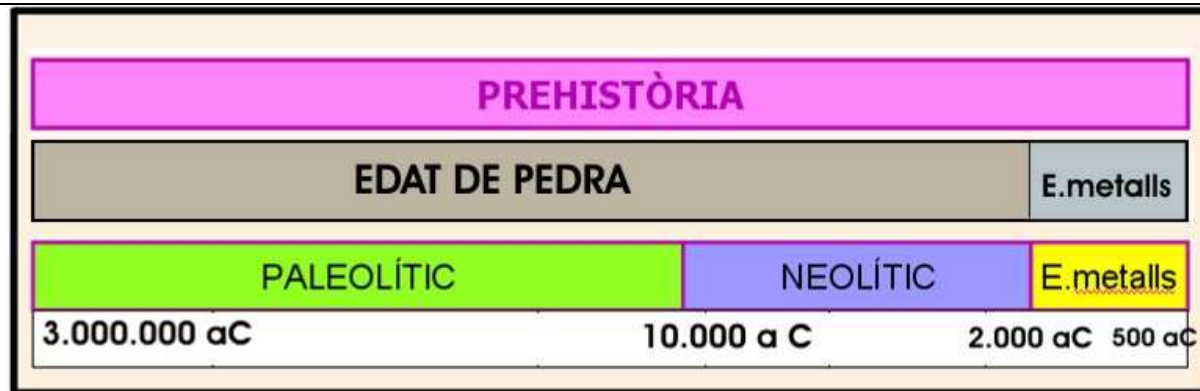 PREHISTÒRIA
EDAT DE PEDRA E.metalls
PALEOLÍTIC NEOLÍTIC E.metalls
3.000.000 aC 10.000 a C 2.000 aC 500 aC